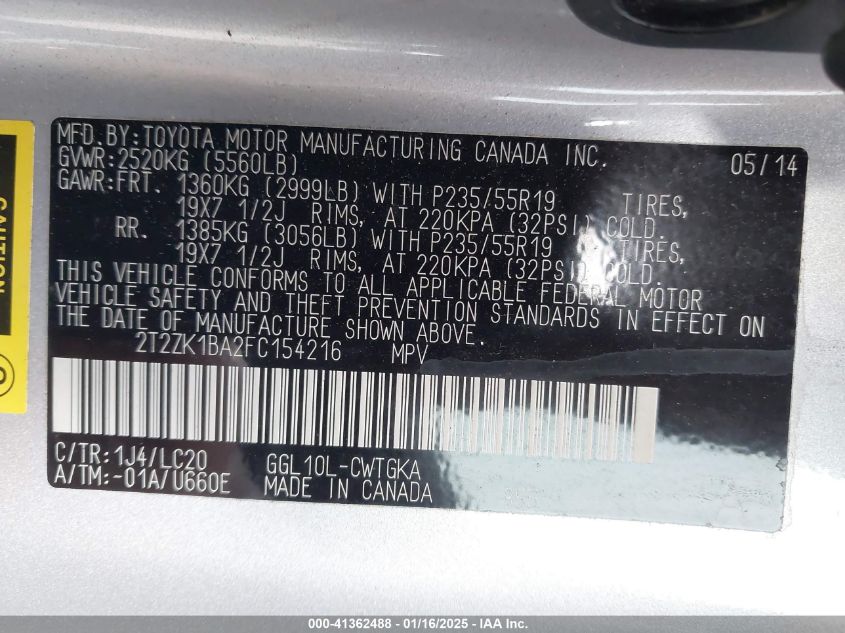 MFD. BY: TOYOTA MOTOR MANUFACTURING CANADA INC. 05/14
GVWR: 2520KG (5560LB)
GAWR: FRT. 1360KG (2999LB) WITH P235/55R19 TIRES,
19X7 1/2J RIMS, AT 220KPA (32PSI) COLD.
RR. 1385KG (3056LB) WITH P235/55R19 TIRES,
19X7 1/2J RIMS, AT 220KPA (32PSI) COLD.
THIS VEHICLE CONFORMS TO ALL APPLICABLE FEDERAL MOTOR
VEHICLE SAFETY AND THEFT PREVENTION STANDARDS IN EFFECT ON
THE DATE OF MANUFACTURE SHOWN ABOVE.
2T2ZK1BA2FC154216 MPV
C/TR: 1J4/LC20 GGL10L-CWTGKA
A/TM: -01A/U660E MADE IN CANADA
CAUTION
000-41362488 - 01/16/2025 - IAA Inc.